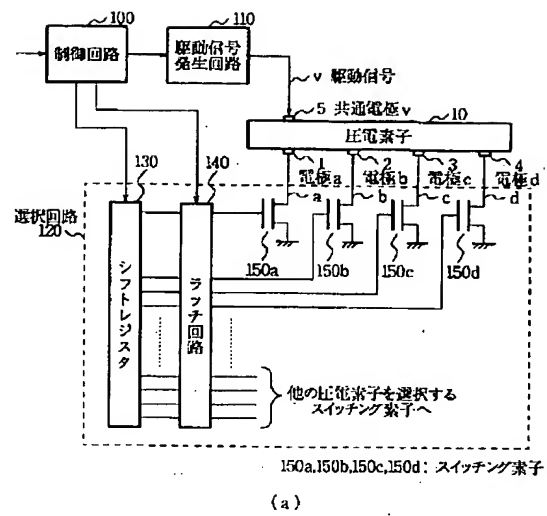 100
110
制御回路
駆動信号
発生回路
v 駆動信号
5 共通電極v
10
圧電素子
1
2
3
4
電極a
電極b
電極c
電極d
130
140
a
b
c
d
選択回路
120
150a
150b
150c
150d
シフトレジスタ
ラッチ回路
他の圧電素子を選択する
スイッチング素子へ
150a,150b,150c,150d: スイッチング素子
(a)